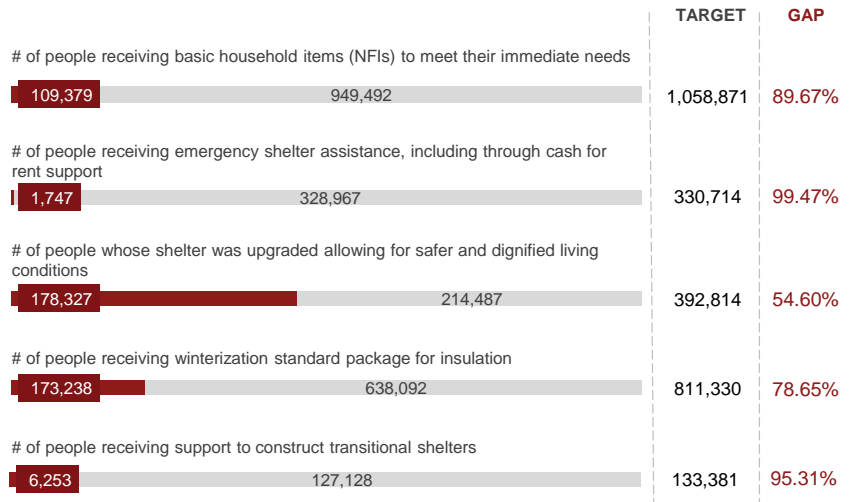 TARGET GAP
# of people receiving basic household items (NFIs) to meet their immediate needs
109,379 949,492 1,058,871 89.67%
# of people receiving emergency shelter assistance, including through cash for
rent support
1,747 328,967 330,714 99.47%
# of people whose shelter was upgraded allowing for safer and dignified living
conditions
178,327 214,487 392,814 54.60%
# of people receiving winterization standard package for insulation
173,238 638,092 811,330 78.65%
# of people receiving support to construct transitional shelters
6,253 127,128 133,381 95.31%